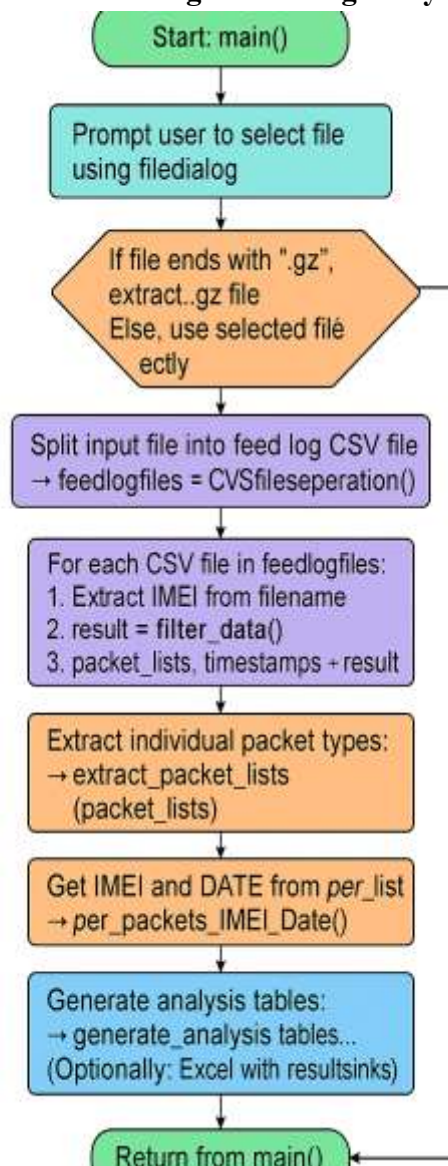 Start: main()
Prompt user to select file
using filedialog
If file ends with ".gz",
extract..gz file
Else, use selected filé
ectly
Split input file into feed log CSV file
→ feedlogfiles = CVSfileseperation()
For each CSV file in feedlogfiles:
1. Extract IMEI from filename
2. result = filter_data()
3. packet_lists, timestamps + result
Extract individual packet types:
→ extract_packet_lists
(packet_lists)
Get IMEI and DATE from per_list
→ per_packets_IMEI_Date()
Generate analysis tables:
→ generate_analysis tables...
(Optionally: Excel with resultsinks)
Return from main()